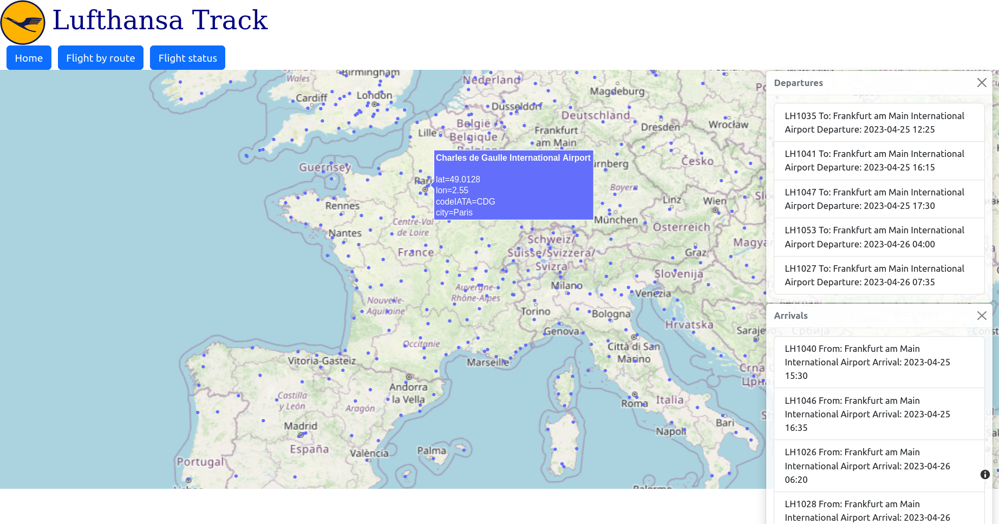 Lufthansa Track
Home
Flight by route
Flight status
Birmingham
Wales
Cardiff
London
Nederland
Magdeburg
Düsseldorf
Deutschland
Dresden
Wrocław
Lille
België /
Belgique /
Frankfurt
am Main
Guernsey
Česko
Charles de Gaulle International Airport
lat=49.0128
lon=2.55
codeIATA=CDG
city=Paris
Bayern
Linz
Wien
Rennes
München
Österreich
Centre-Val
de Loire
Nantes
France
Schweiz/
Suisse/Svizzera/
Svizra
Graz
Slovenija
Milano
Venezia
Auvergne-
Rhône-Alpes
Nouvelle-
Aquitaine
Torino
Bologna
Genova
Hrvatska
Occitanie
Città di San
Marino
Vitoria-Gasteiz
Marseille
Andorra
la Vella
Castilla
y León
Aragón
Roma
Italia
Madrid
Bari
Napoli
España
València
Palma
Portugal
Departures
LH1035 To: Frankfurt am Main International
Airport Departure: 2023-04-25 12:25
LH1041 To: Frankfurt am Main International
Airport Departure: 2023-04-25 16:15
LH1047 To: Frankfurt am Main International
Airport Departure: 2023-04-25 17:30
LH1053 To: Frankfurt am Main International
Airport Departure: 2023-04-26 04:00
LH1027 To: Frankfurt am Main International
Airport Departure: 2023-04-26 07:35
Arrivals
LH1040 From: Frankfurt am Main
International Airport Arrival: 2023-04-25
15:30
LH1046 From: Frankfurt am Main
International Airport Arrival: 2023-04-25
16:35
LH1026 From: Frankfurt am Main
International Airport Arrival: 2023-04-26
06:20
LH1028 From: Frankfurt am Main
International Airport Arrival: 2023-04-26